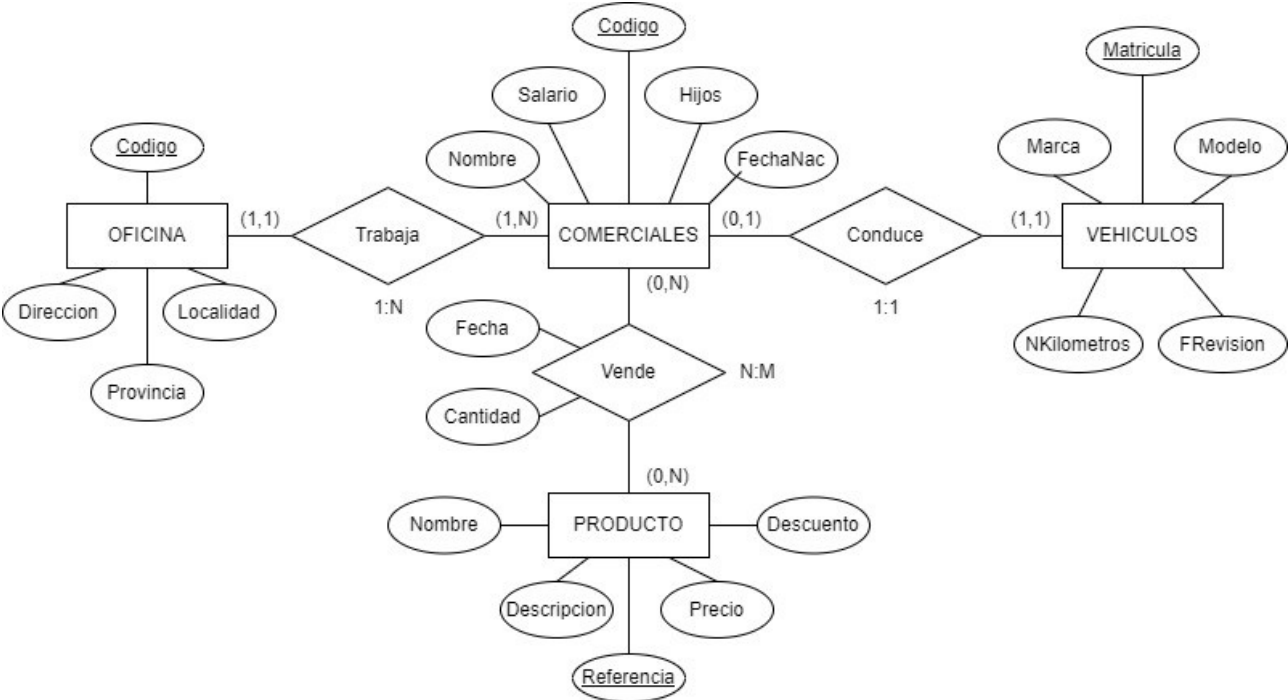 Codigo
Matricula
Salario
Hijos
Codigo
Nombre
FechaNac
Marca
Modelo
OFICINA
(1,1)
Trabaja
(1,N)
COMERCIALES
(0,1)
Conduce
(1,1)
VEHICULOS
(0,N)
Direccion
Localidad
1:N
1:1
Fecha
NKilometros
FRevision
Vende
N:M
Provincia
Cantidad
(0,N)
Nombre
PRODUCTO
Descuento
Descripcion
Precio
Referencia